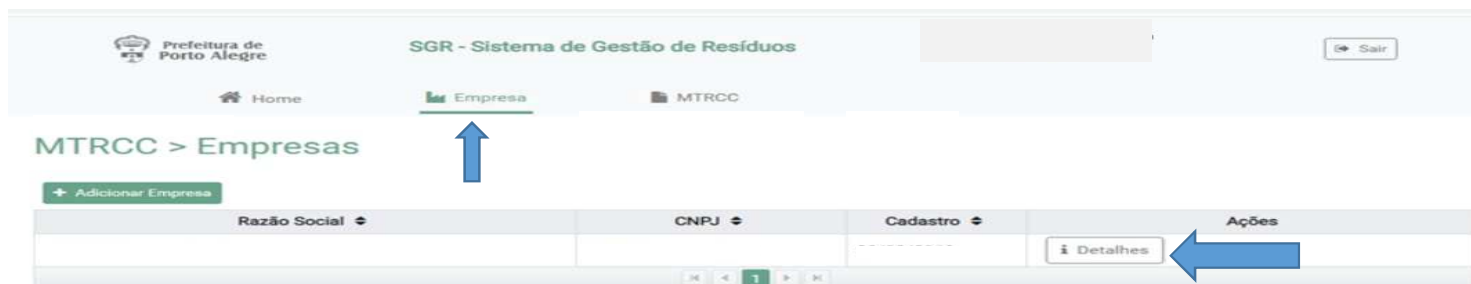 Prefeitura de
Porto Alegre
SGR - Sistema de Gestão de Resíduos
Sair
Home
Empresa
MTRCC
MTRCC > Empresas
+ Adicionar Empresa
Razão Social
CNPJ
Cadastro
Ações
Detalhes
1